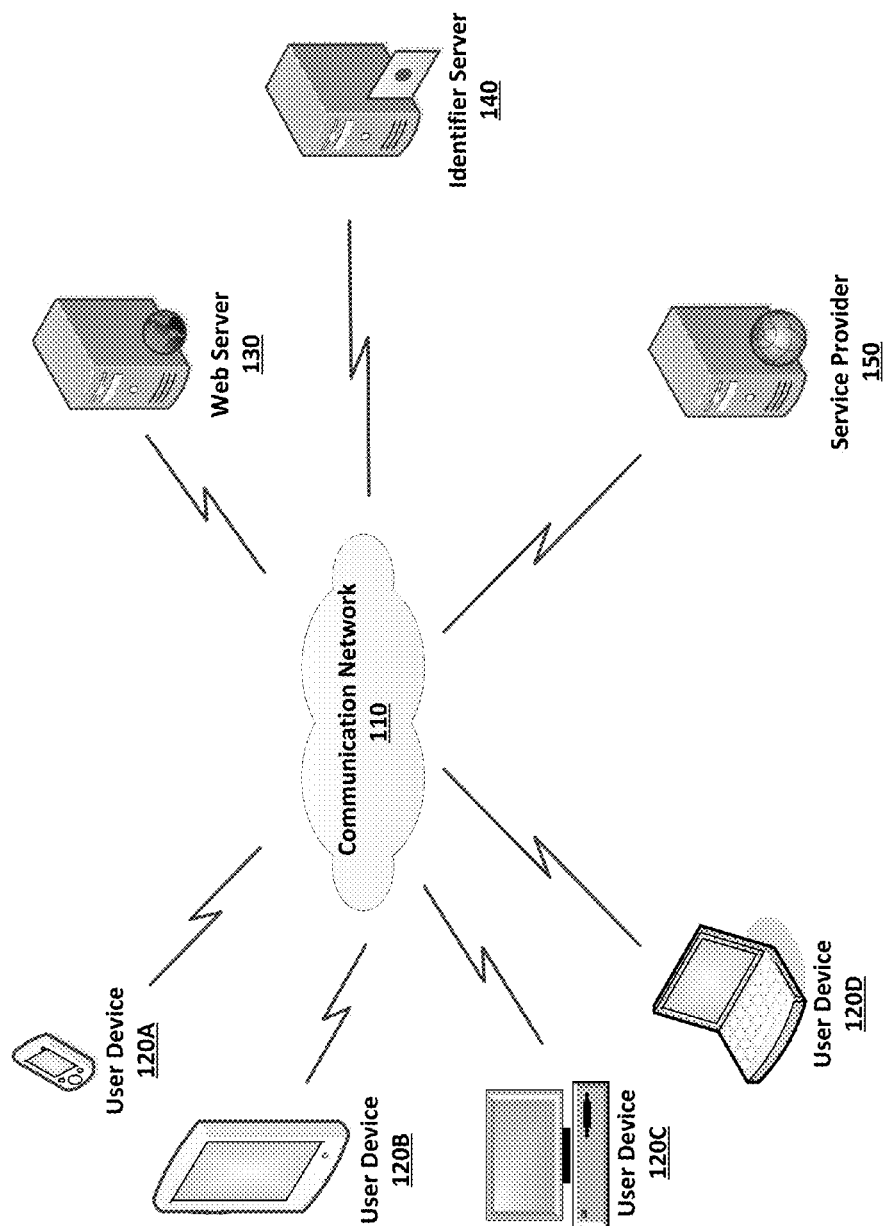 User Device
120A
User Device
120B
User Device
120C
User Device
120D
Communication Network
110
Web Server
130
Identifier Server
140
Service Provider
150